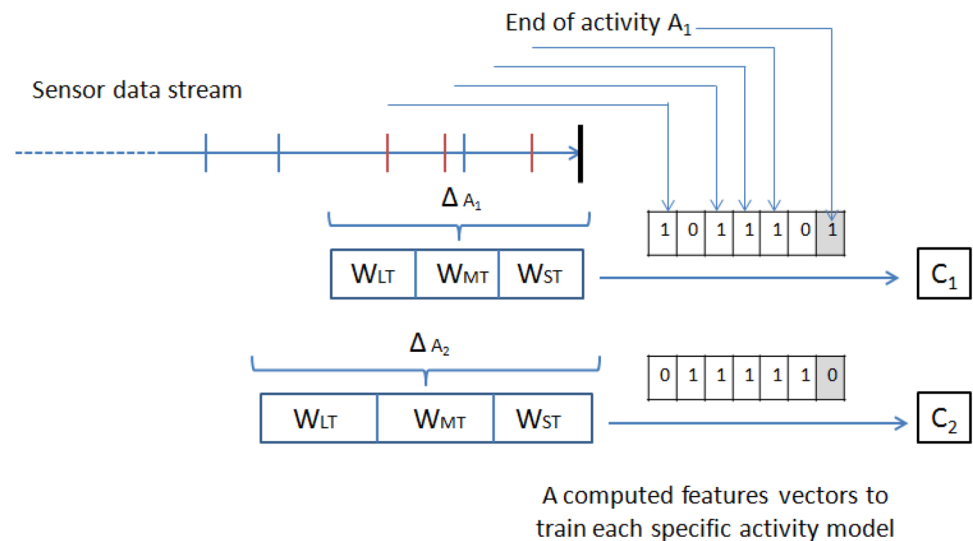 End of activity A1
Sensor data stream
Δ A1
1 0 1 1 1 0 1
WLT WMT WST
C1
Δ A2
0 1 1 1 1 1 0
WLT WMT WST
C2
A computed features vectors to
train each specific activity model